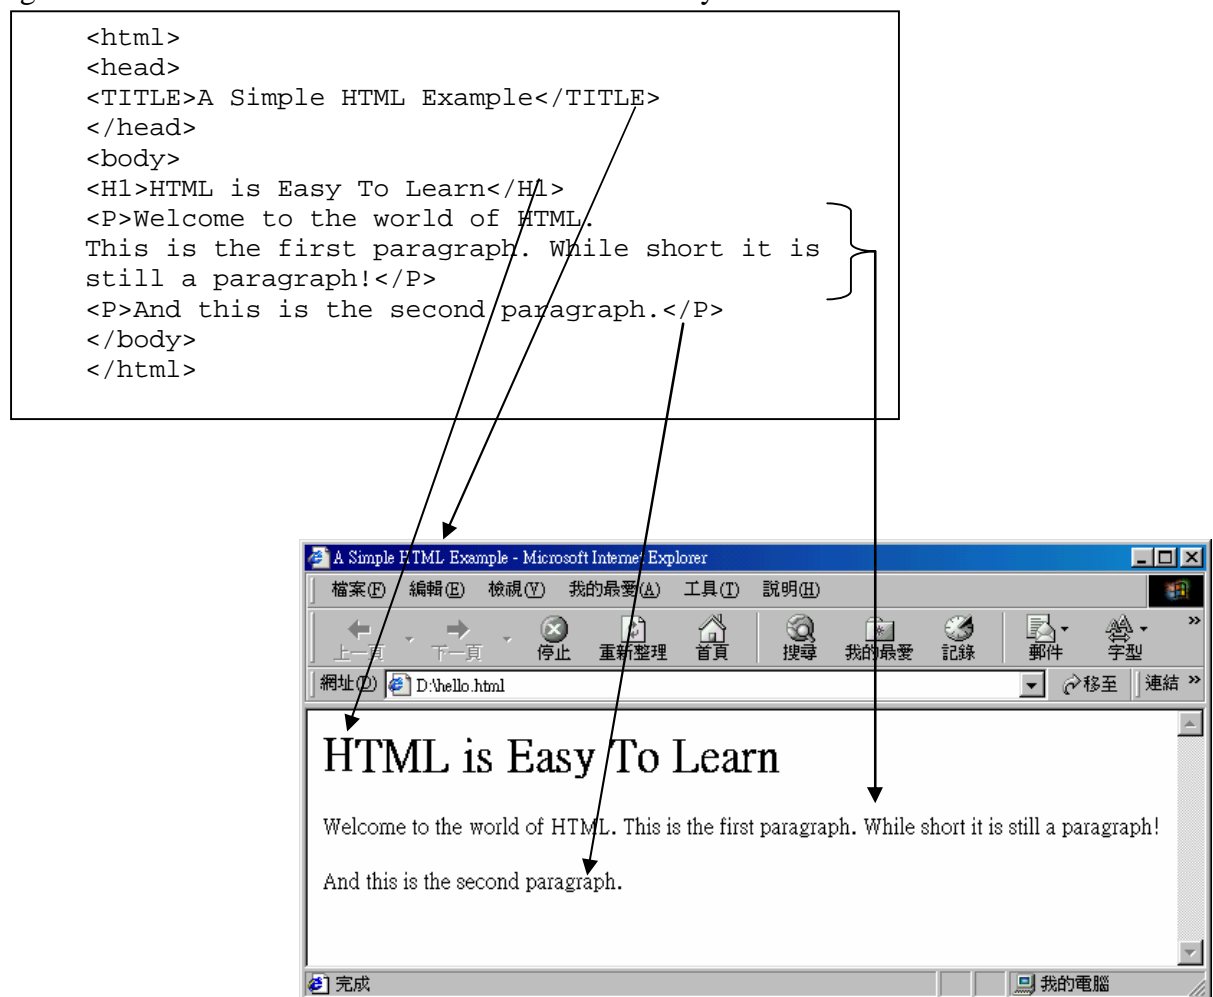 <html>
<head>
<TITLE>A Simple HTML Example</TITLE>
</head>
<body>
<H1>HTML is Easy To Learn</H1>
<P>Welcome to the world of HTML.
This is the first paragraph. While short it is
still a paragraph!</P>
<P>And this is the second paragraph.</P>
</body>
</html>
A Simple HTML Example - Microsoft Internet Explorer
檔案(F) 編輯(E) 檢視(V) 我的最愛(A) 工具(T) 說明(H)
上一頁 下一頁 停止 重新整理 首頁 搜尋 我的最愛 記錄 郵件 字型 »
網址(D) D:\hello.html 移至 連結 »
HTML is Easy To Learn
Welcome to the world of HTML. This is the first paragraph. While short it is still a paragraph!
And this is the second paragraph.
完成 我的電腦